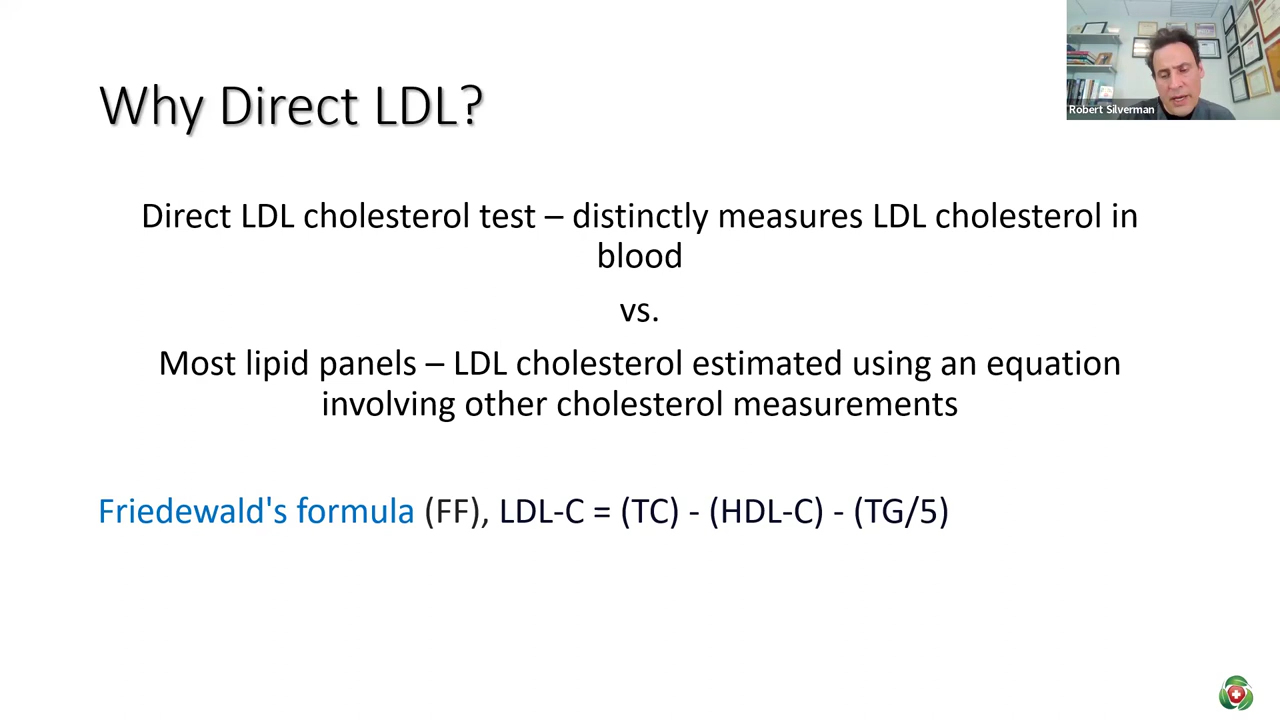 Robert Silverman
Why Direct LDL?
Direct LDL cholesterol test – distinctly measures LDL cholesterol in
blood
vs.
Most lipid panels – LDL cholesterol estimated using an equation
involving other cholesterol measurements
Friedewald's formula (FF), LDL-C = (TC) - (HDL-C) - (TG/5)